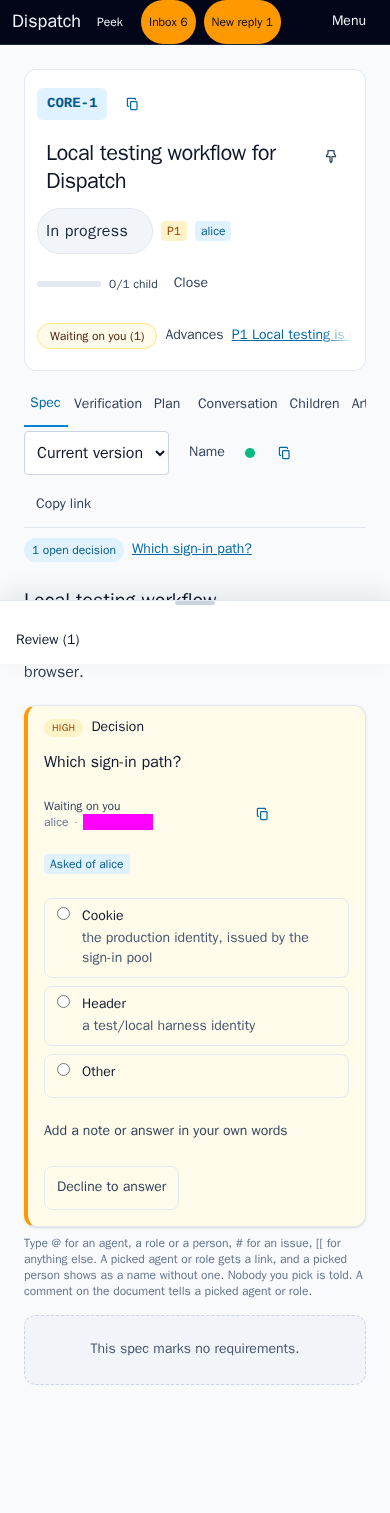 Dispatch Peek Inbox 6 New reply 1 Menu
CORE-1
Local testing workflow for
Dispatch
In progress P1 alice
0/1 child Close
Waiting on you (1) Advances P1 Local testing is
Spec Verification Plan Conversation Children Art
Current version Name
Copy link
1 open decision Which sign-in path?
Local testing workflow
Review (1)
browser.
HIGH Decision
Which sign-in path?
Waiting on you
alice ·
Asked of alice
Cookie
the production identity, issued by the
sign-in pool
Header
a test/local harness identity
Other
Add a note or answer in your own words
Decline to answer
Type @ for an agent, a role or a person, # for an issue, [[ for
anything else. A picked agent or role gets a link, and a picked
person shows as a name without one. Nobody you pick is told. A
comment on the document tells a picked agent or role.
This spec marks no requirements.